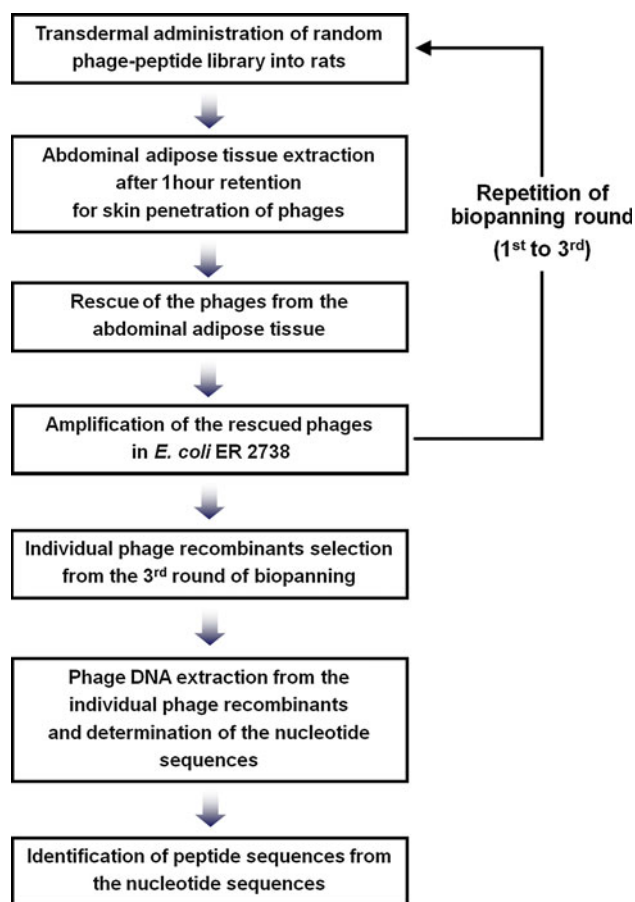 Transdermal administration of random
phage-peptide library into rats
Abdominal adipose tissue extraction
after 1hour retention
for skin penetration of phages
Rescue of the phages from the
abdominal adipose tissue
Amplification of the rescued phages
in E. coli ER 2738
Repetition of
biopanning round
(1st to 3rd)
Individual phage recombinants selection
from the 3rd round of biopanning
Phage DNA extraction from the
individual phage recombinants
and determination of the nucleotide
sequences
Identification of peptide sequences from
the nucleotide sequences